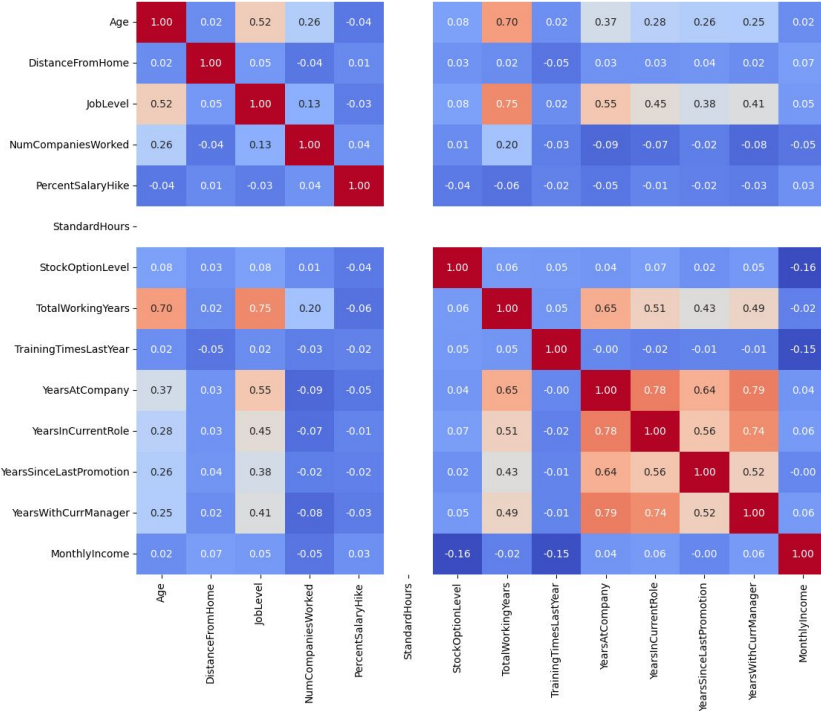 Age 1.00 0.02 0.52 0.26 -0.04 0.08 0.70 0.02 0.37 0.28 0.26 0.25 0.02
DistanceFromHome 0.02 1.00 0.05 -0.04 0.01 0.03 0.02 -0.05 0.03 0.03 0.04 0.02 0.07
JobLevel 0.52 0.05 1.00 0.13 -0.03 0.08 0.75 0.02 0.55 0.45 0.38 0.41 0.05
NumCompaniesWorked 0.26 -0.04 0.13 1.00 0.04 0.01 0.20 -0.03 -0.09 -0.07 -0.02 -0.08 -0.05
PercentSalaryHike -0.04 0.01 -0.03 0.04 1.00 -0.04 -0.06 -0.02 -0.05 -0.01 -0.02 -0.03 0.03
StandardHours
StockOptionLevel 0.08 0.03 0.08 0.01 -0.04 1.00 0.06 0.05 0.04 0.07 0.02 0.05 -0.16
TotalWorkingYears 0.70 0.02 0.75 0.20 -0.06 0.06 1.00 0.05 0.65 0.51 0.43 0.49 -0.02
TrainingTimesLastYear 0.02 -0.05 0.02 -0.03 -0.02 0.05 0.05 1.00 -0.00 -0.02 -0.01 -0.01 -0.15
YearsAtCompany 0.37 0.03 0.55 -0.09 -0.05 0.04 0.65 -0.00 1.00 0.78 0.64 0.79 0.04
YearsInCurrentRole 0.28 0.03 0.45 -0.07 -0.01 0.07 0.51 -0.02 0.78 1.00 0.56 0.74 0.06
YearsSinceLastPromotion 0.26 0.04 0.38 -0.02 -0.02 0.02 0.43 -0.01 0.64 0.56 1.00 0.52 -0.00
YearsWithCurrManager 0.25 0.02 0.41 -0.08 -0.03 0.05 0.49 -0.01 0.79 0.74 0.52 1.00 0.06
MonthlyIncome 0.02 0.07 0.05 -0.05 0.03 -0.16 -0.02 -0.15 0.04 0.06 -0.00 0.06 1.00
Age
DistanceFromHome
JobLevel
NumCompaniesWorked
PercentSalaryHike
StandardHours
StockOptionLevel
TotalWorkingYears
TrainingTimesLastYear
YearsAtCompany
YearsInCurrentRole
YearsSinceLastPromotion
YearsWithCurrManager
MonthlyIncome